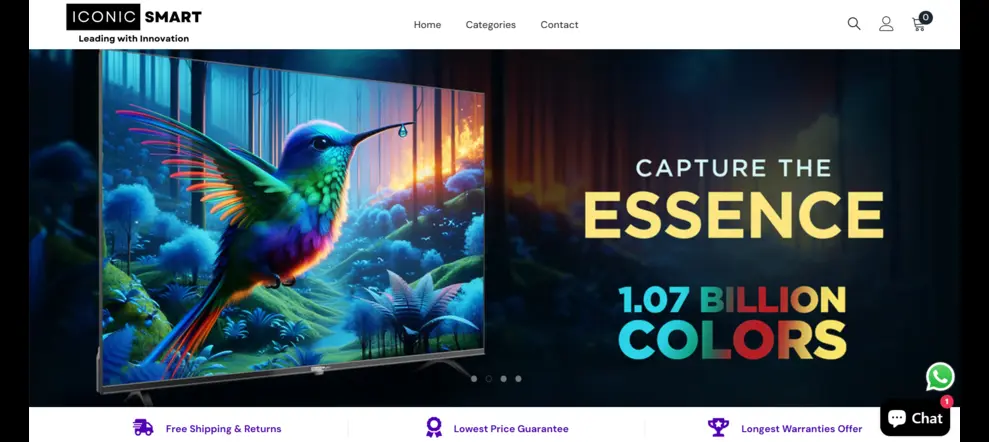 ICONIC SMART
Leading with Innovation
Home Categories Contact
0
CAPTURE THE
ESSENCE
1.07 BILLION
COLORS
1
Chat
Free Shipping & Returns
Lowest Price Guarantee
Longest Warranties Offer